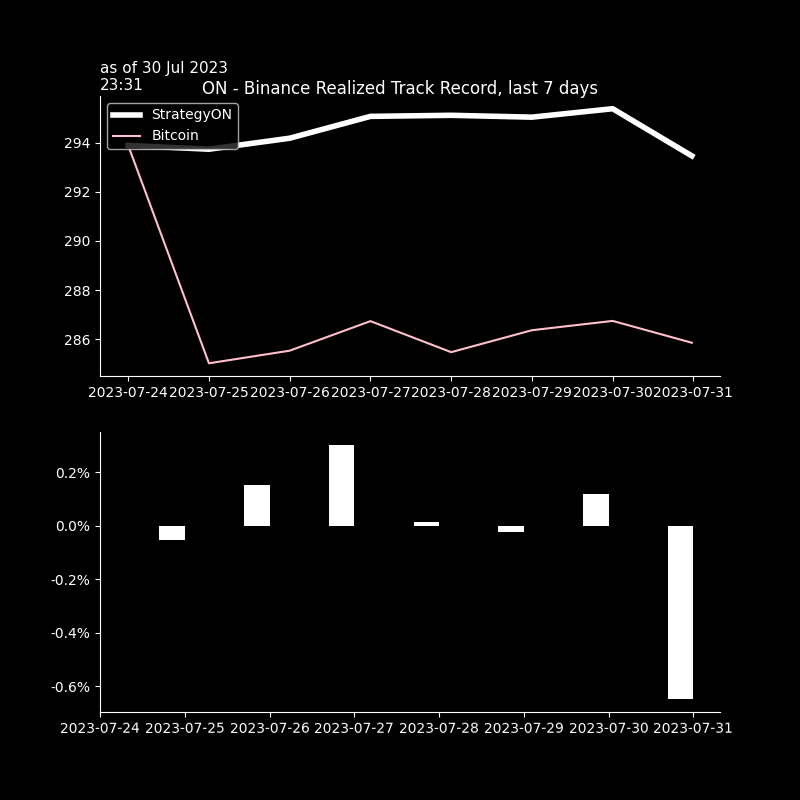 as of 30 Jul 2023
23:31
ON - Binance Realized Track Record, last 7 days
StrategyON
Bitcoin
294
292
290
288
286
2023-07-24 2023-07-25 2023-07-26 2023-07-27 2023-07-28 2023-07-29 2023-07-30 2023-07-31
0.2%
0.0%
-0.2%
-0.4%
-0.6%
2023-07-24 2023-07-25 2023-07-26 2023-07-27 2023-07-28 2023-07-29 2023-07-30 2023-07-31